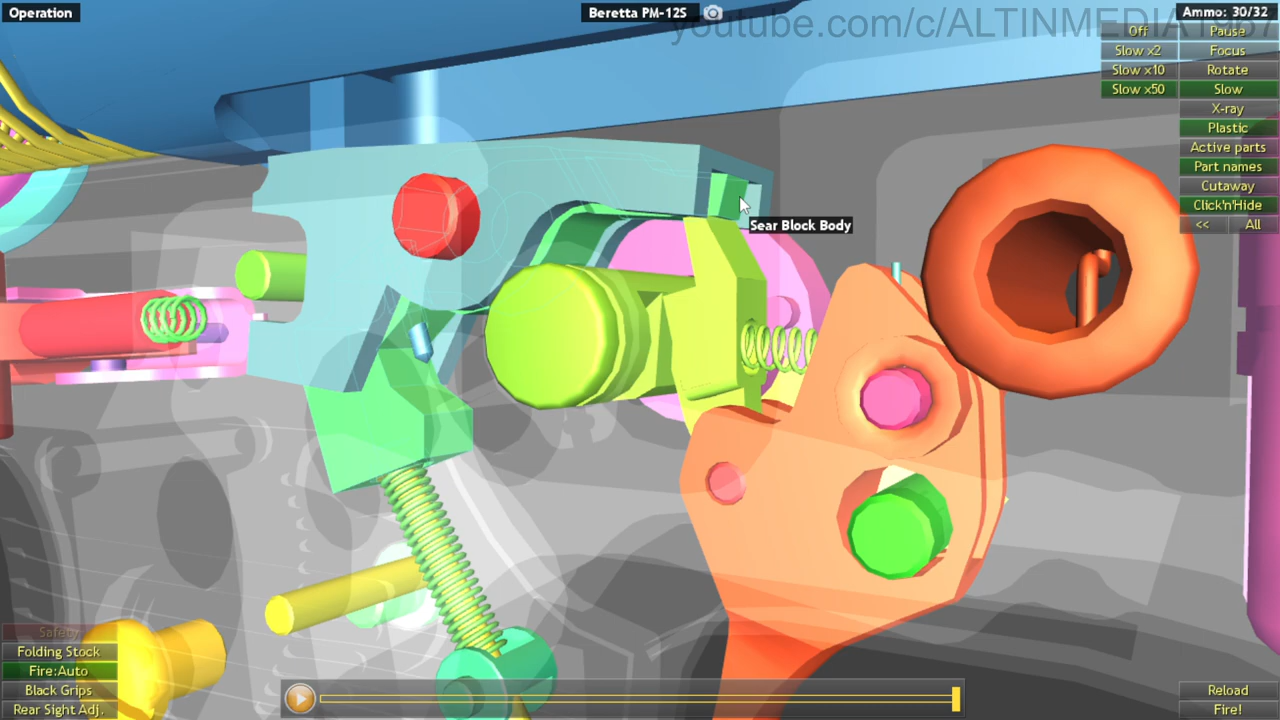 Operation
Beretta PM-12S
Ammo: 30/32
youtube.com/c/ALTINMEDIA1967
Off
Pause
Slow x2
Focus
Slow x10
Rotate
Slow x50
Slow
X-ray
Plastic
Active parts
Part names
Cutaway
Click'n'Hide
<<
All
Sear Block Body
Safety
Folding Stock
Fire:Auto
Black Grips
Rear Sight Adj.
Reload
Fire!